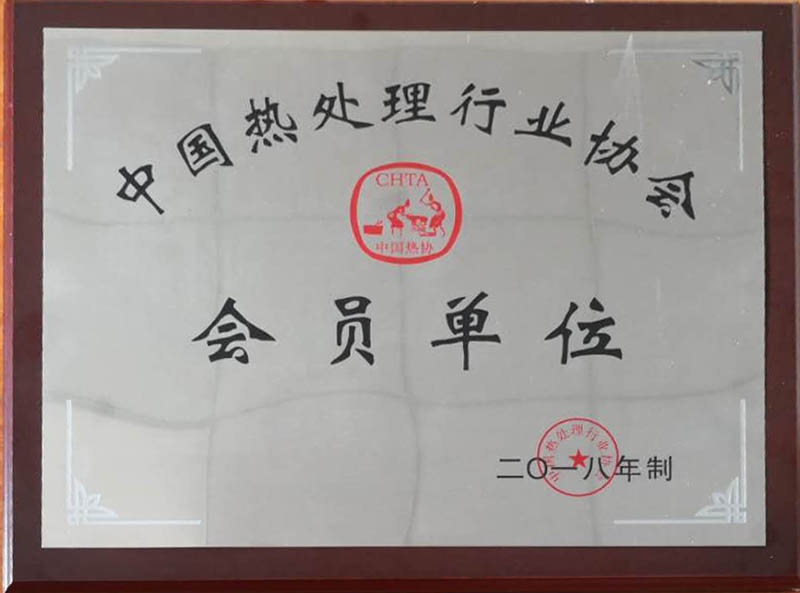 中国热处理行业协会
CHTA
中国热协
会员单位
二〇一八年制
中国热处理行业协会